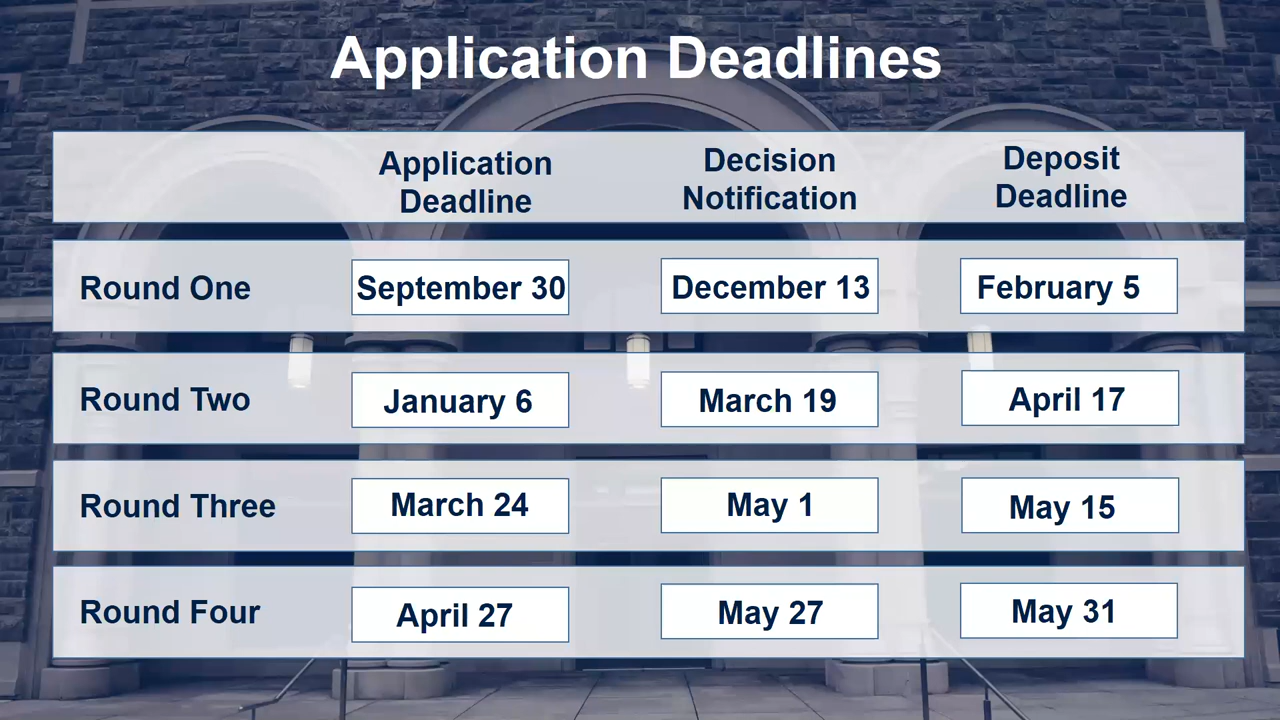 Application Deadlines
Application Deadline
Decision Notification
Deposit Deadline
Round One September 30 December 13 February 5
Round Two January 6 March 19 April 17
Round Three March 24 May 1 May 15
Round Four April 27 May 27 May 31